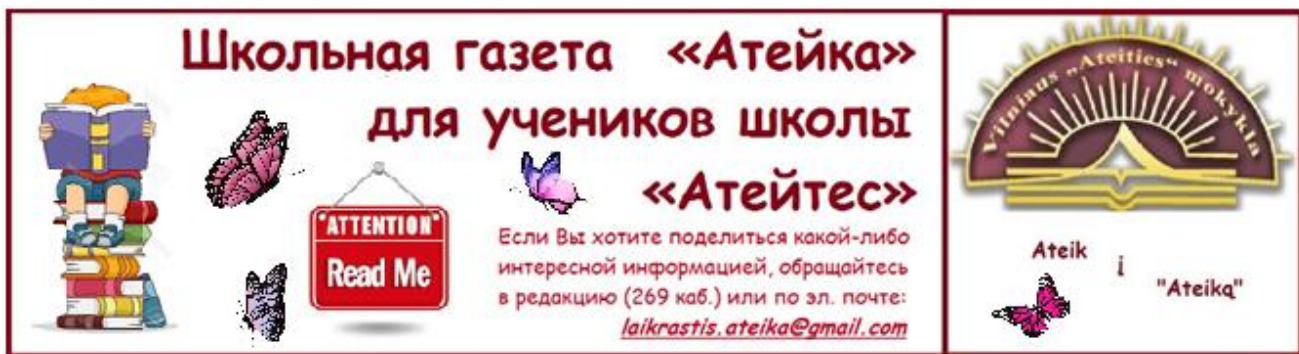 Школьная газета «Атейка»
для учеников школы
«Атейтес»
Если Вы хотите поделиться какой-либо
интересной информацией, обращайтесь
в редакцию (269 каб.) или по эл. почте:
laikrastis.ateika@gmail.com
ATTENTION
Read Me
Vilniaus „Ateities“ mokykla
Ateik
į
"Ateiką"